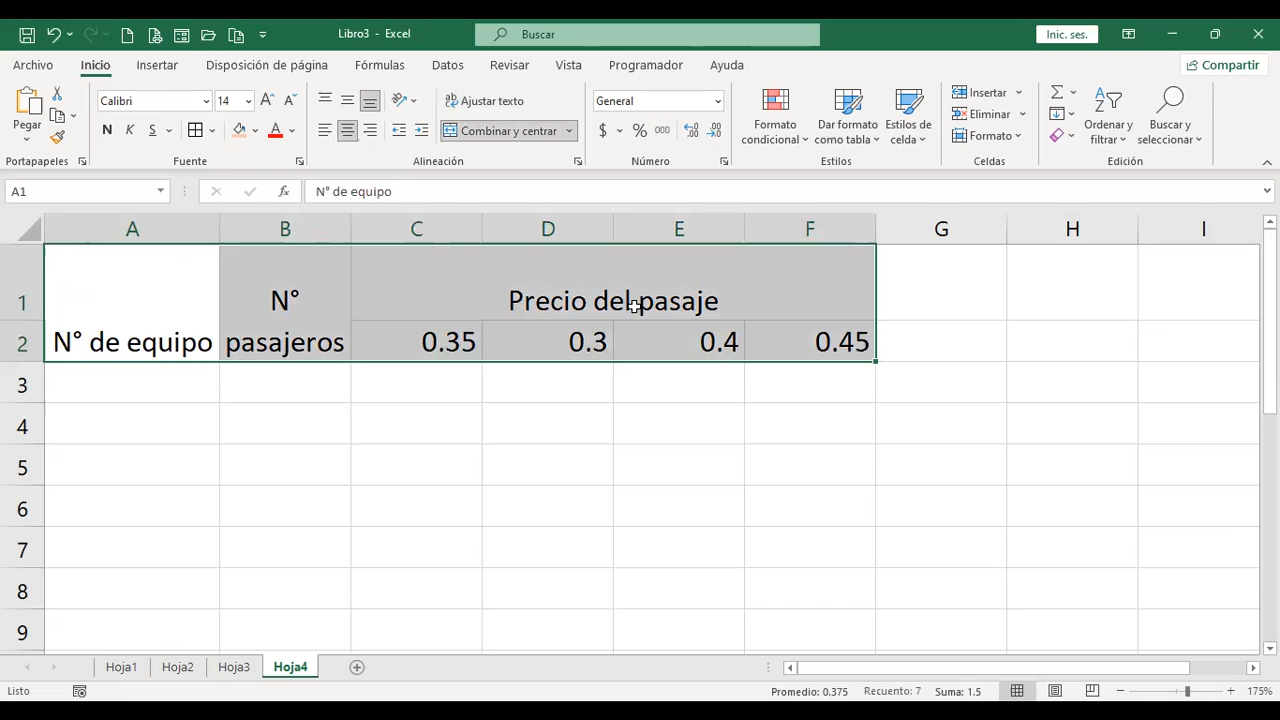 Libro3 - Excel
Buscar
Inic. ses.
Archivo Inicio Insertar Disposición de página Fórmulas Datos Revisar Vista Programador Ayuda Compartir
Pegar
Calibri 14
N K S
Ajustar texto
Combinar y centrar
General
$ % 000
Formato condicional
Dar formato como tabla
Estilos de celda
Insertar
Eliminar
Formato
Ordenar y filtrar
Buscar y seleccionar
Portapapeles Fuente Alineación Número Estilos Celdas Edición
A1 fx N° de equipo
A B C D E F G H I
1 N° Precio del pasaje
2 N° de equipo pasajeros 0.35 0.3 0.4 0.45
3
4
5
6
7
8
9
Hoja1 Hoja2 Hoja3 Hoja4
Listo Promedio: 0.375 Recuento: 7 Suma: 1.5 175%